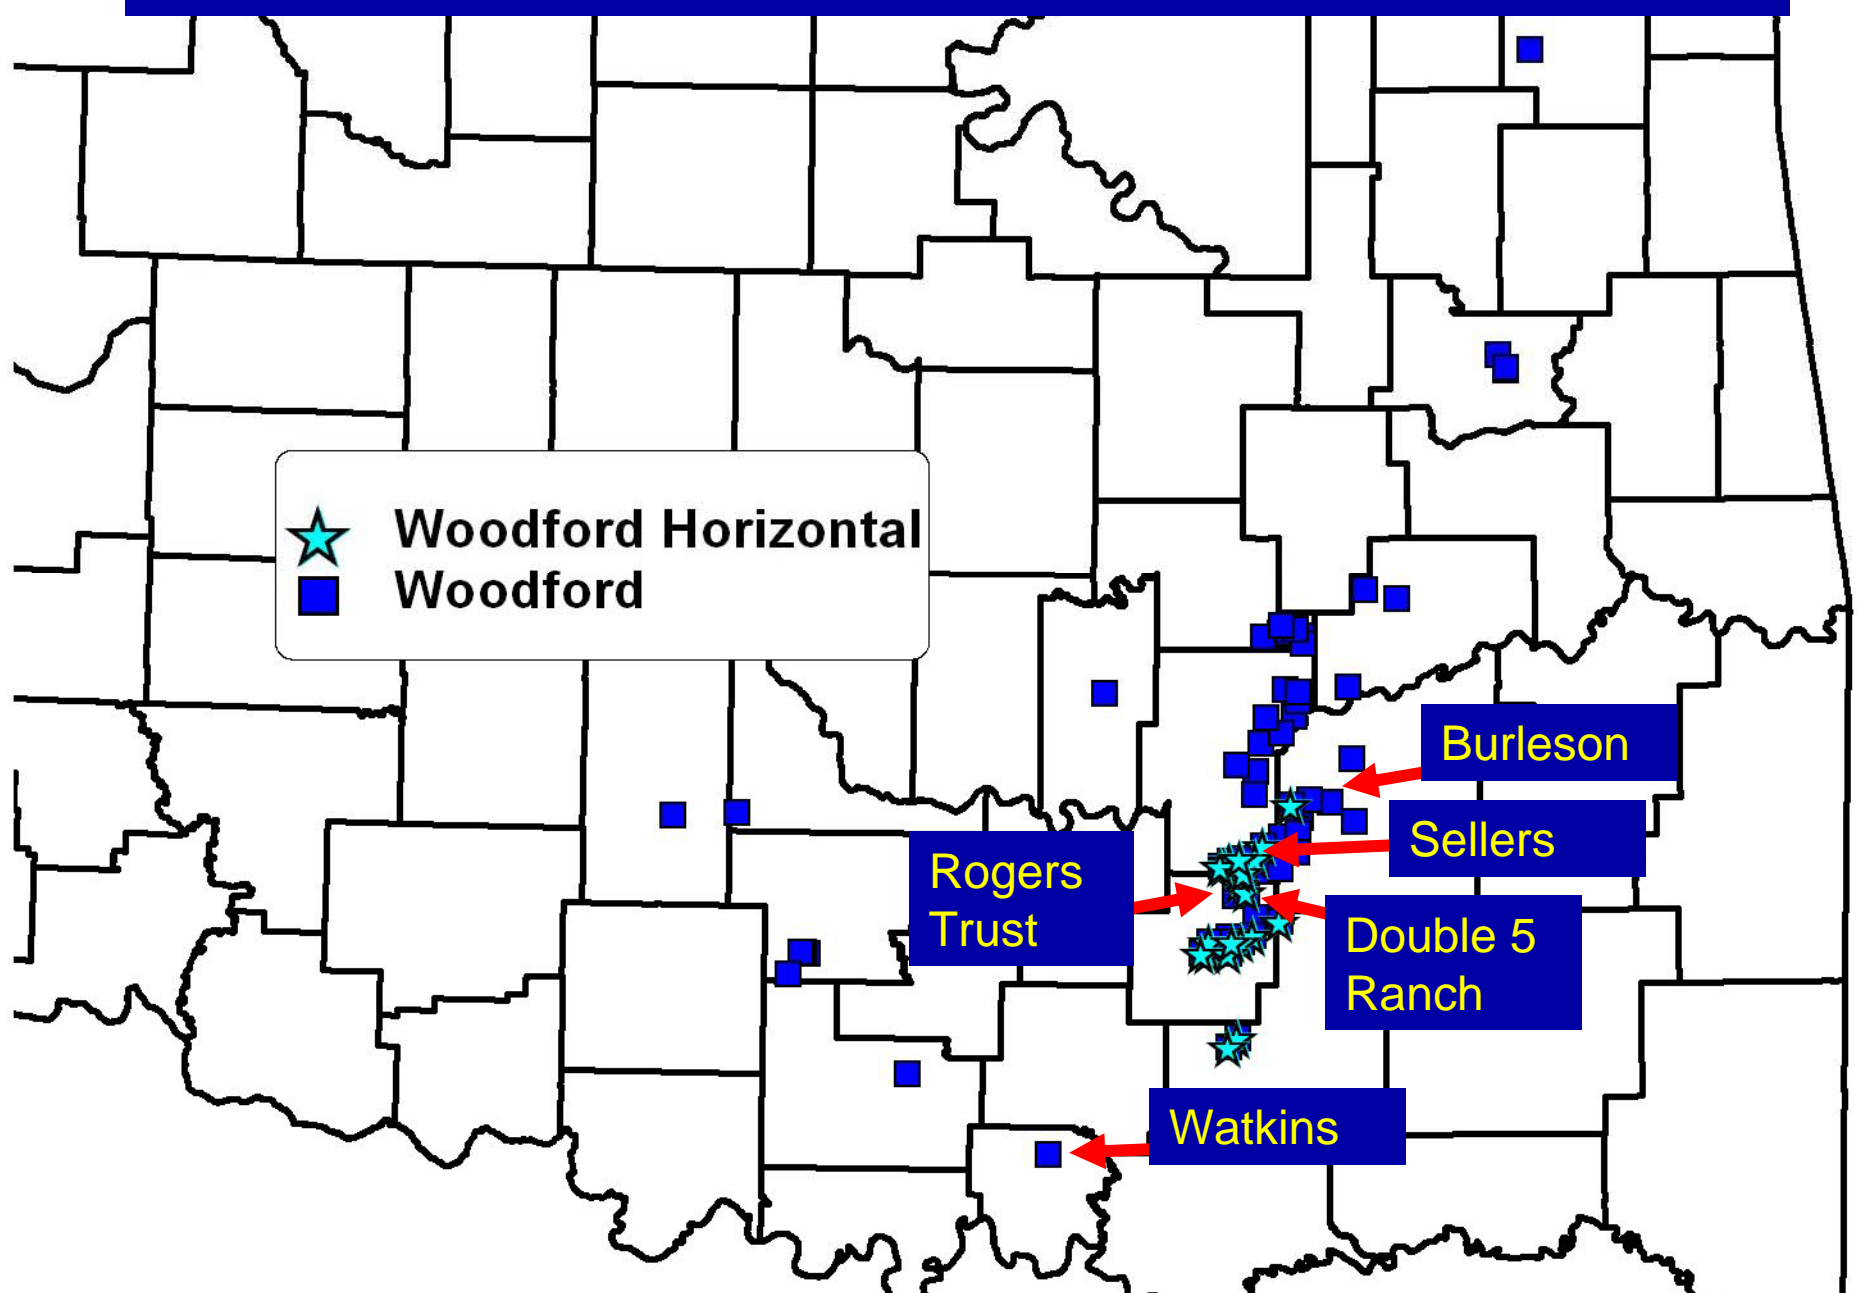 Woodford Horizontal
Woodford
Burleson
Sellers
Rogers
Trust
Double 5
Ranch
Watkins